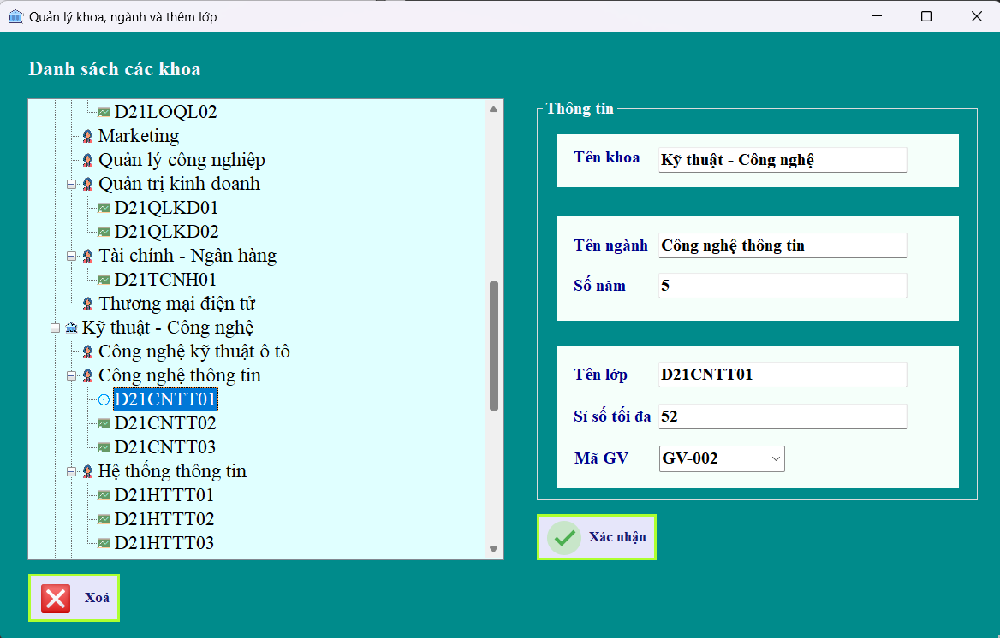 Quản lý khoa, ngành và thêm lớp
Danh sách các khoa
D21LOQL02
Marketing
Quản lý công nghiệp
Quản trị kinh doanh
D21QLKD01
D21QLKD02
Tài chính - Ngân hàng
D21TCNH01
Thương mại điện tử
Kỹ thuật - Công nghệ
Công nghệ kỹ thuật ô tô
Công nghệ thông tin
D21CNTT01
D21CNTT02
D21CNTT03
Hệ thống thông tin
D21HTTT01
D21HTTT02
D21HTTT03
Xoá
Thông tin
Tên khoa Kỹ thuật - Công nghệ
Tên ngành Công nghệ thông tin
Số năm 5
Tên lớp D21CNTT01
Sỉ số tối đa 52
Mã GV GV-002
Xác nhận